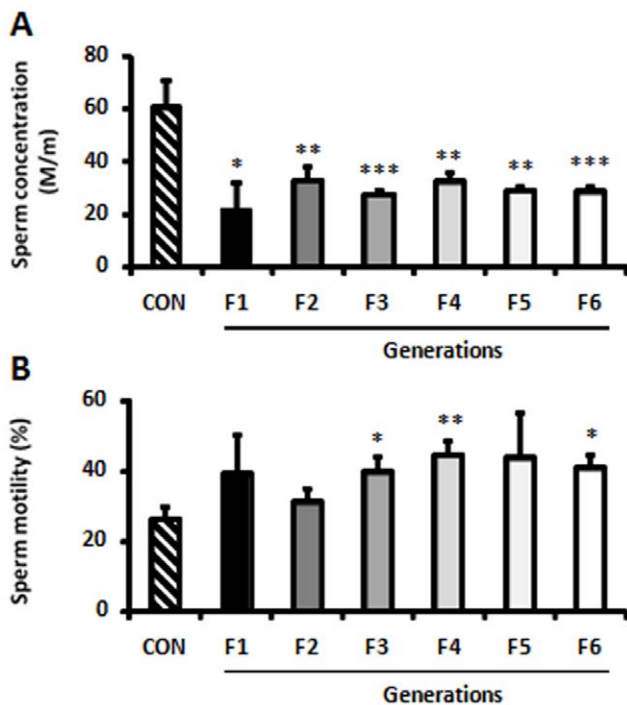 A
Sperm concentration
(M/m)
80
60
40
20
0
*
**
***
**
**
***
CON F1 F2 F3 F4 F5 F6
Generations
B
Sperm motility (%)
60
40
20
0
*
**
*
CON F1 F2 F3 F4 F5 F6
Generations